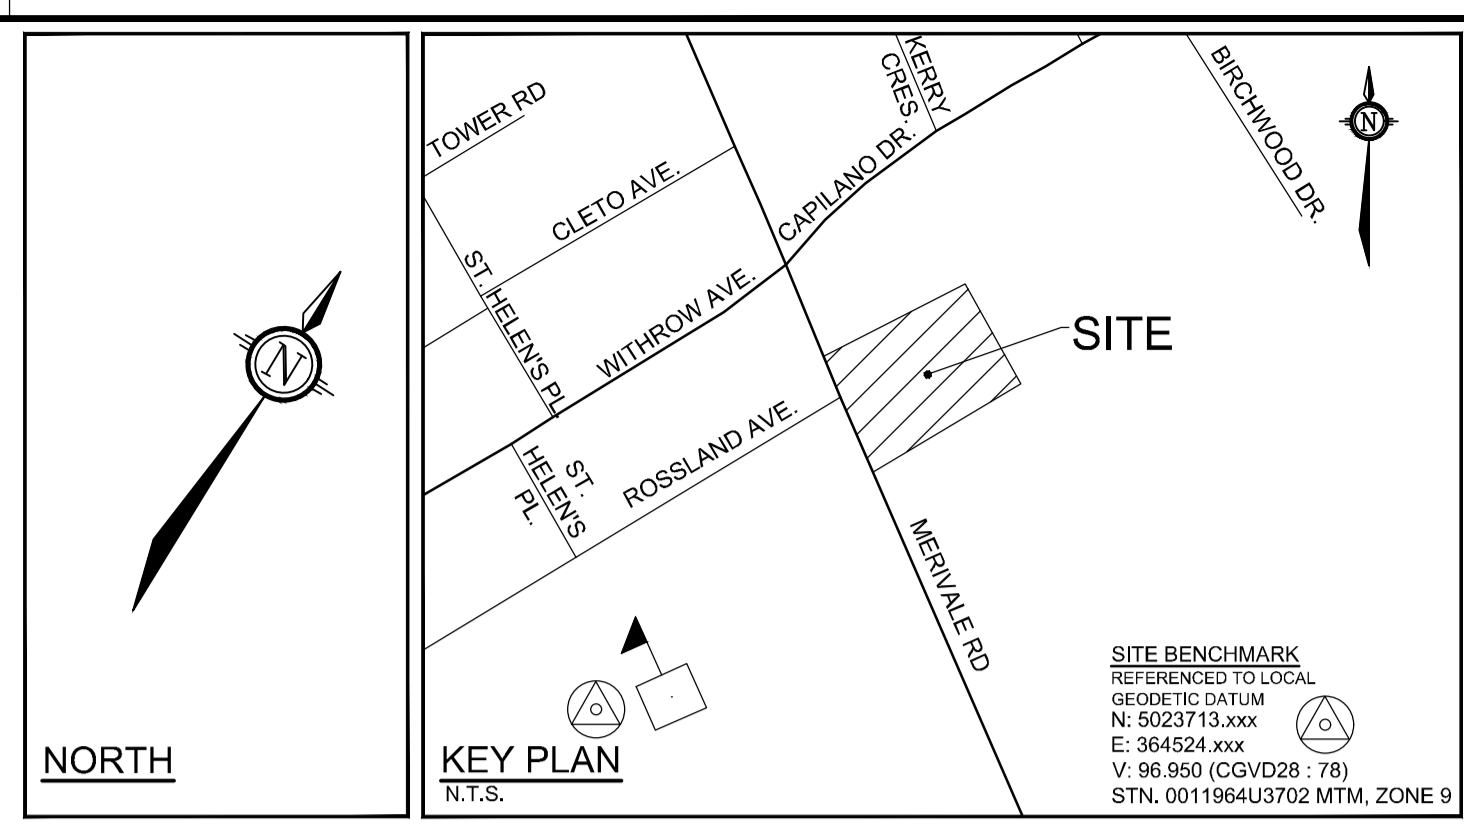 N
NORTH
TOWER RD
CLETO AVE.
ST. HELEN'S PL.
WITHROW AVE.
CAPILANO DR.
KERRY
CRES.
BIRCHWOOD DR.
N
SITE
ROSSLAND AVE.
ST.
HELEN'S
PL.
MERIVALE RD
KEY PLAN
N.T.S.
SITE BENCHMARK
REFERENCED TO LOCAL
GEODETIC DATUM
N: 5023713.xxx
E: 364524.xxx
V: 96.950 (CGVD28 : 78)
STN. 0011964U3702 MTM, ZONE 9